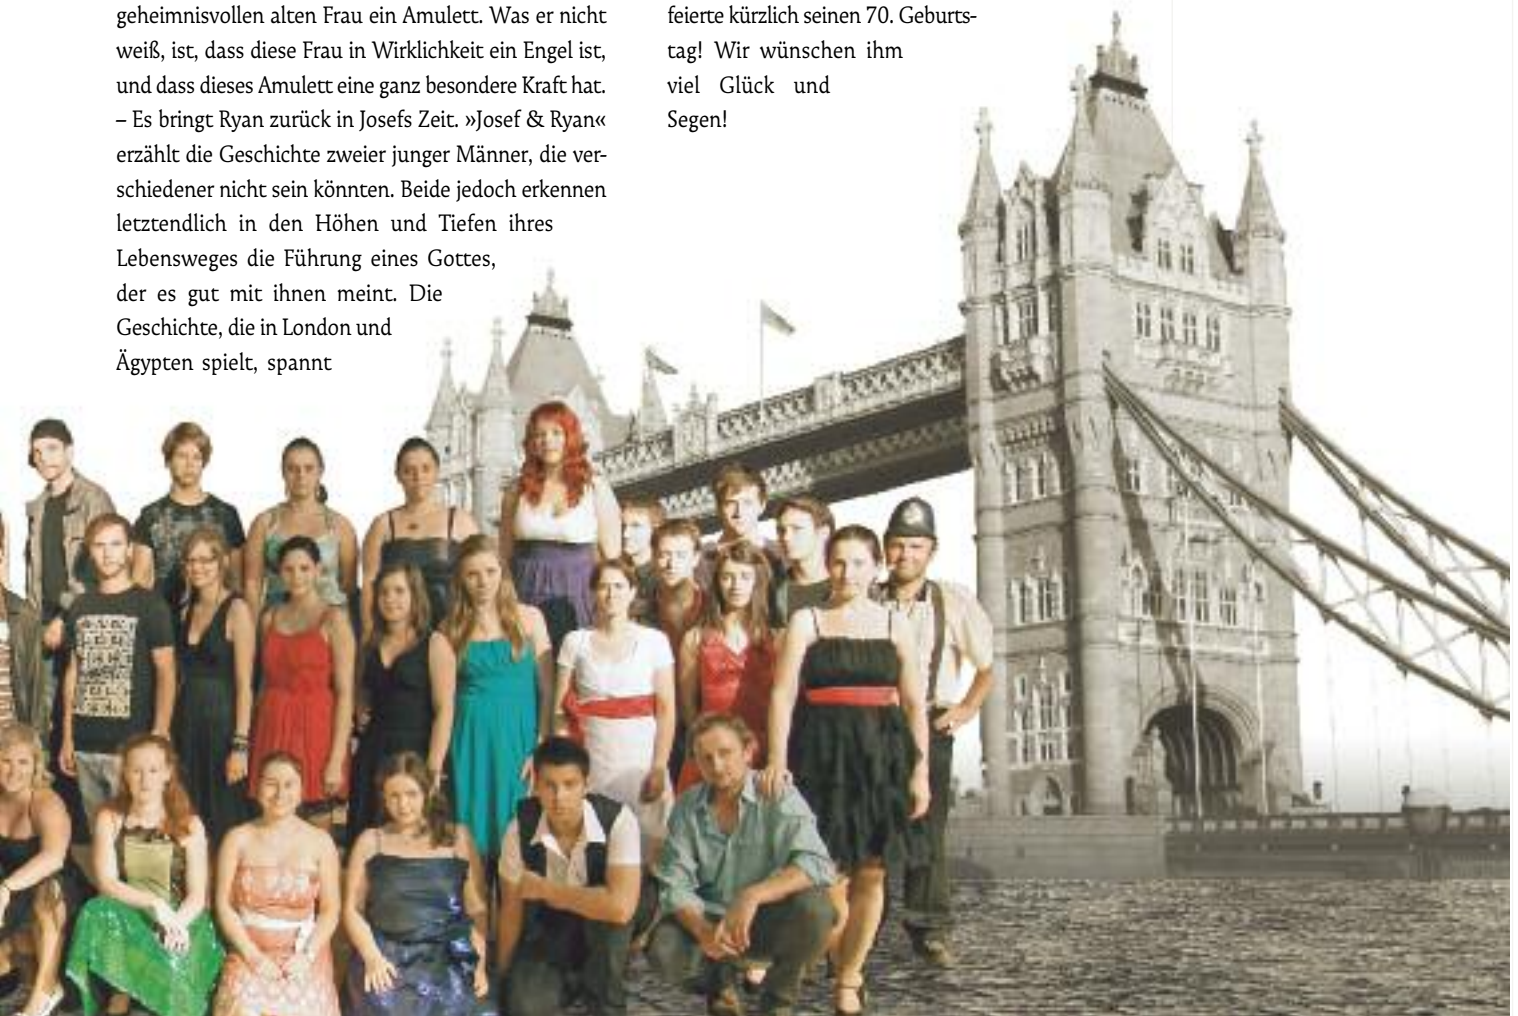 geheimnisvollen alten Frau ein Amulett. Was er nicht
weiß, ist, dass diese Frau in Wirklichkeit ein Engel ist,
und dass dieses Amulett eine ganz besondere Kraft hat.
– Es bringt Ryan zurück in Josefs Zeit. »Josef & Ryan«
erzählt die Geschichte zweier junger Männer, die ver-
schiedener nicht sein könnten. Beide jedoch erkennen
letztendlich in den Höhen und Tiefen ihres
Lebensweges die Führung eines Gottes,
der es gut mit ihnen meint. Die
Geschichte, die in London und
Ägypten spielt, spannt
feierte kürzlich seinen 70. Geburts-
tag! Wir wünschen ihm
viel Glück und
Segen!